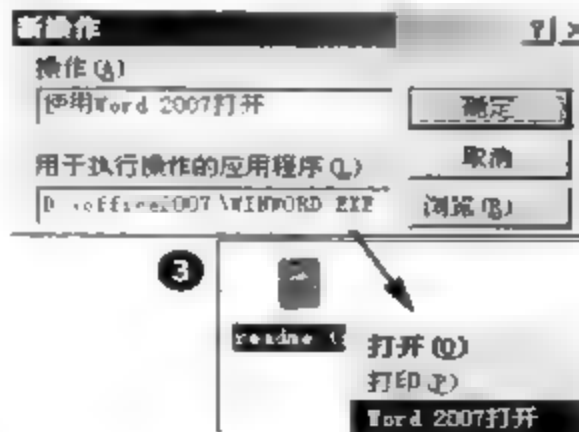 新操作
操作(A)
使用Word 2007打开
确定
用于执行操作的应用程序(L)
取消
D:\office2007\WINWORD.EXE
浏览(R)
3
readme
打开(O)
打印(P)
Word 2007打开